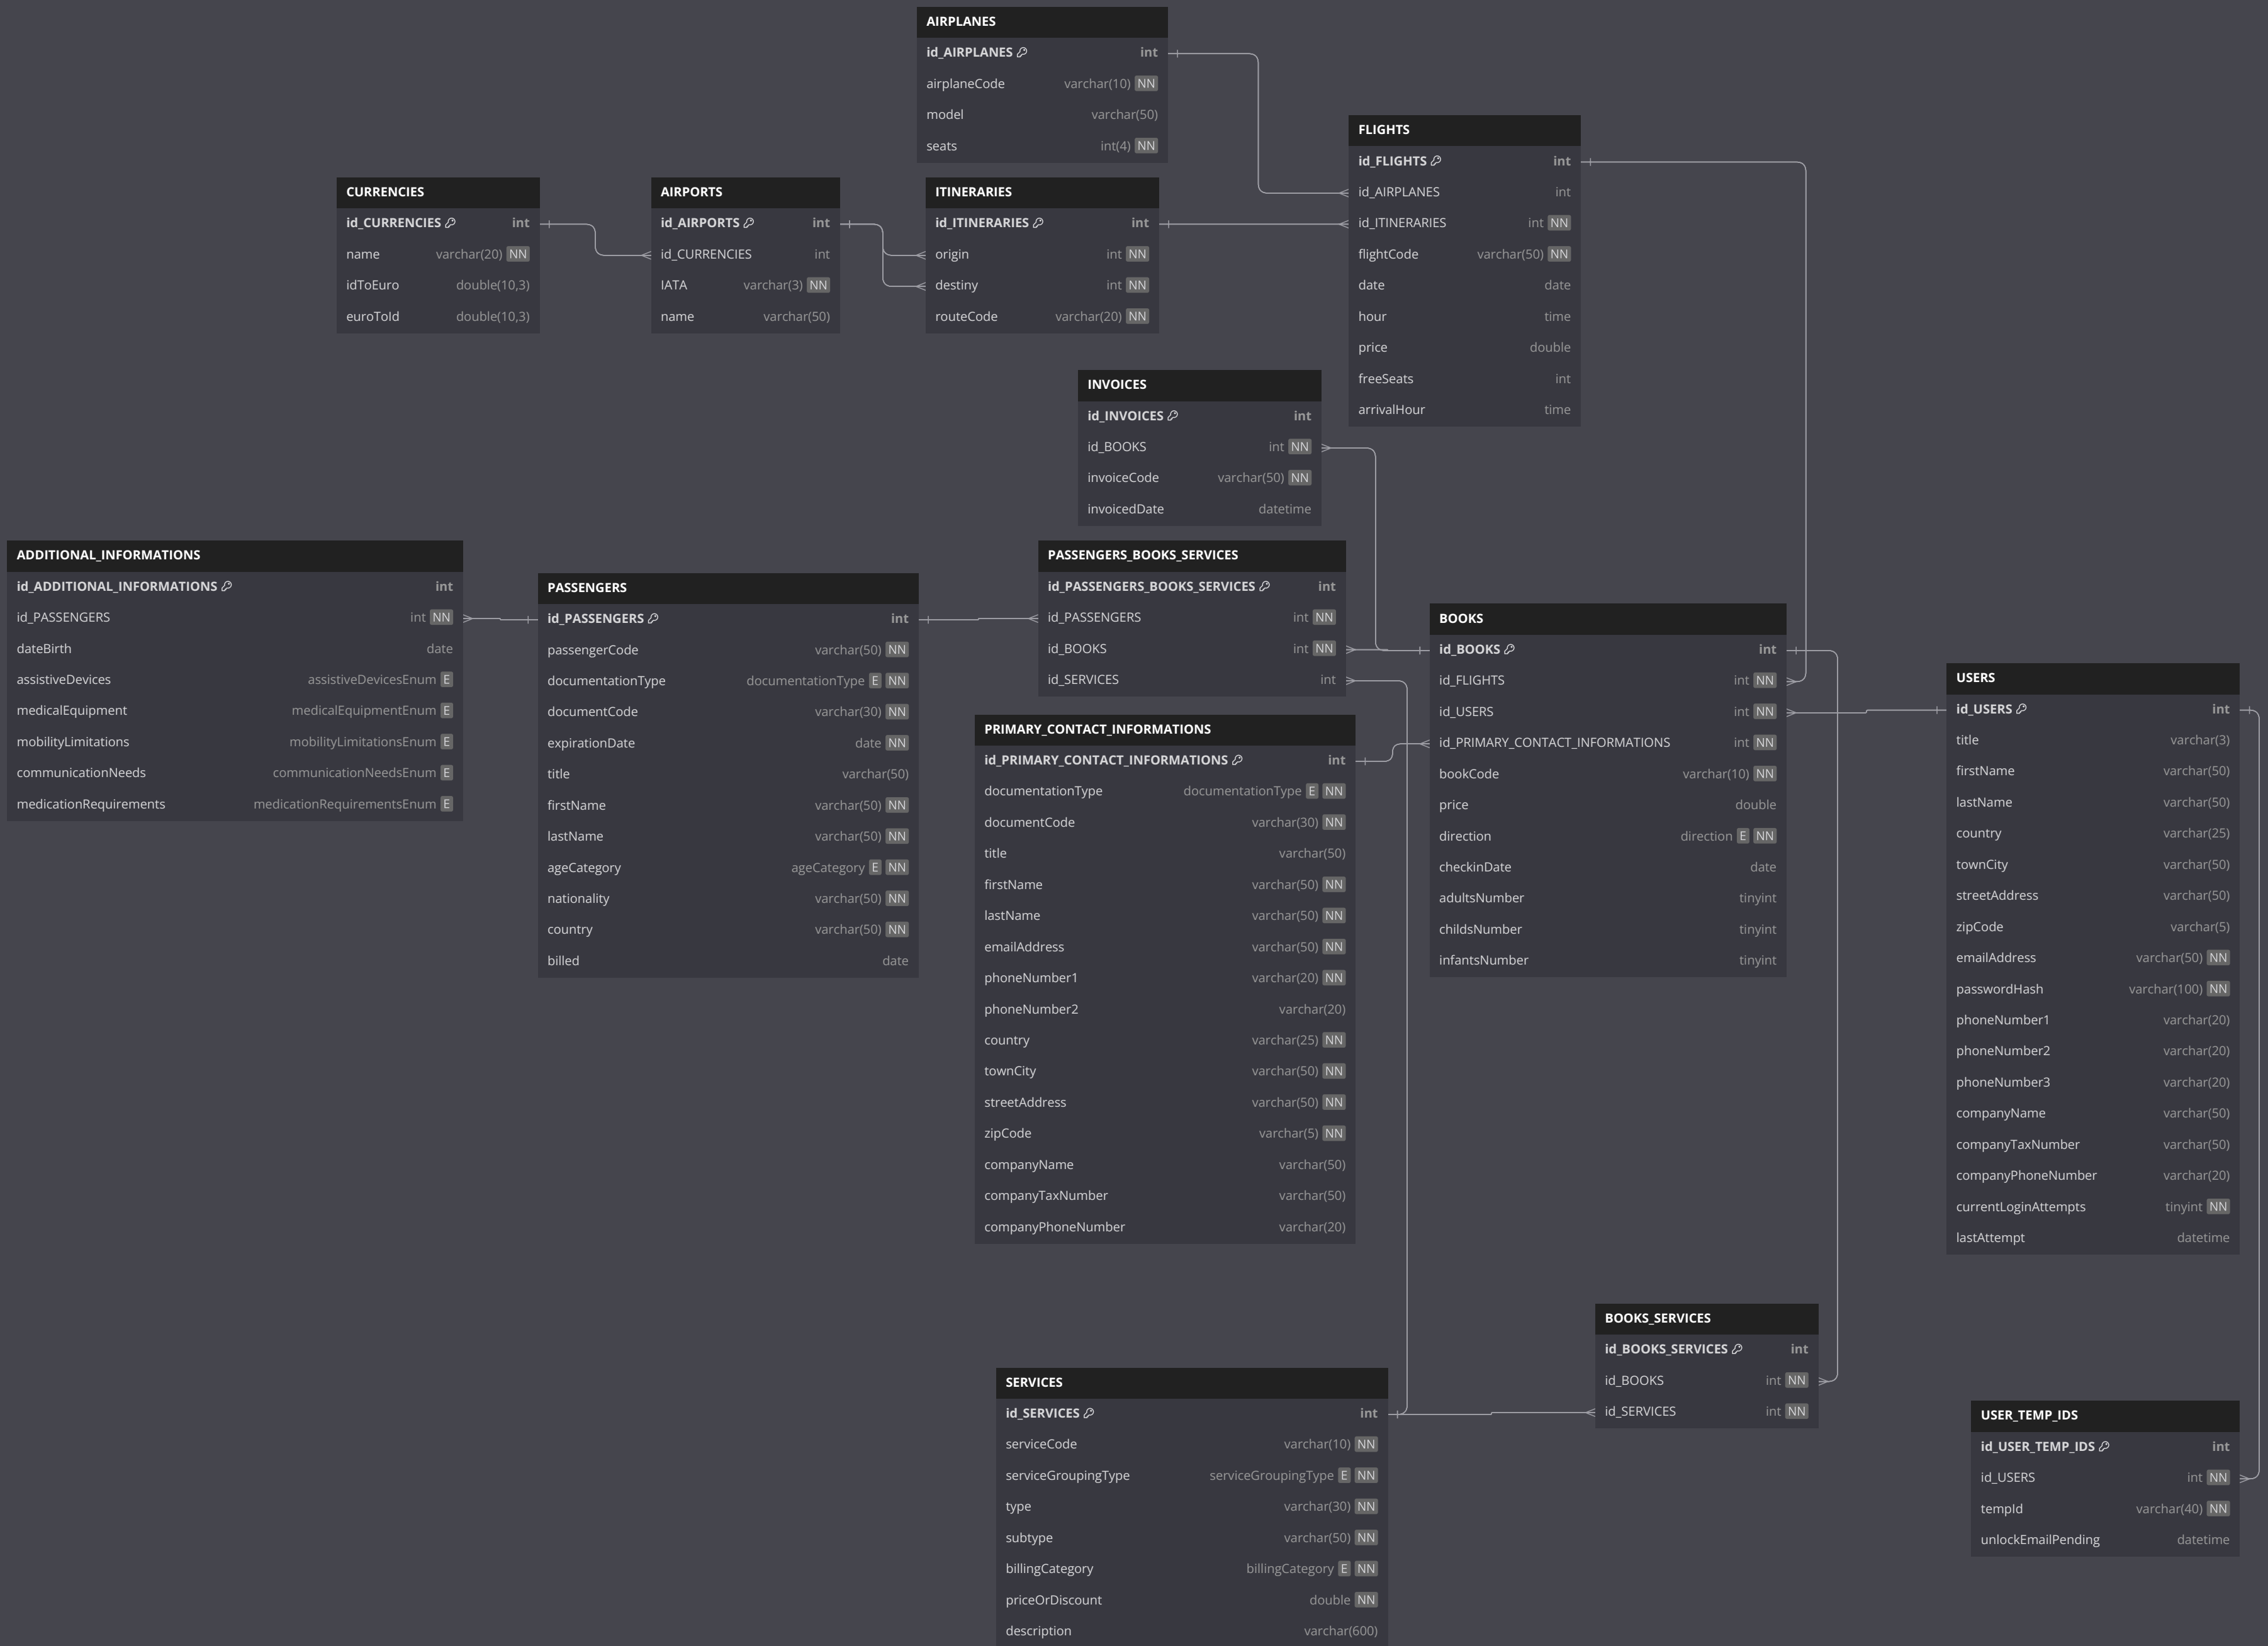 AIRPLANES
id_AIRPLANES int
airplaneCode varchar(10) NN
model varchar(50)
seats int(4) NN
FLIGHTS
id_FLIGHTS int
id_AIRPLANES int
id_ITINERARIES int NN
flightCode varchar(50) NN
date date
hour time
price double
freeSeats int
arrivalHour time
CURRENCIES
id_CURRENCIES int
name varchar(20) NN
idToEuro double(10,3)
euroToId double(10,3)
AIRPORTS
id_AIRPORTS int
id_CURRENCIES int
IATA varchar(3) NN
name varchar(50)
ITINERARIES
id_ITINERARIES int
origin int NN
destiny int NN
routeCode varchar(20) NN
INVOICES
id_INVOICES int
id_BOOKS int NN
invoiceCode varchar(50) NN
invoicedDate datetime
ADDITIONAL_INFORMATIONS
id_ADDITIONAL_INFORMATIONS int
id_PASSENGERS int NN
dateBirth date
assistiveDevices assistiveDevicesEnum E
medicalEquipment medicalEquipmentEnum E
mobilityLimitations mobilityLimitationsEnum E
communicationNeeds communicationNeedsEnum E
medicationRequirements medicationRequirementsEnum E
PASSENGERS
id_PASSENGERS int
passengerCode varchar(50) NN
documentationType documentationType E NN
documentCode varchar(30) NN
expirationDate date NN
title varchar(50)
firstName varchar(50) NN
lastName varchar(50) NN
ageCategory ageCategory E NN
nationality varchar(50) NN
country varchar(50) NN
billed date
PASSENGERS_BOOKS_SERVICES
id_PASSENGERS_BOOKS_SERVICES int
id_PASSENGERS int NN
id_BOOKS int NN
id_SERVICES int
PRIMARY_CONTACT_INFORMATIONS
id_PRIMARY_CONTACT_INFORMATIONS int
documentationType documentationType E NN
documentCode varchar(30) NN
title varchar(50)
firstName varchar(50) NN
lastName varchar(50) NN
emailAddress varchar(50) NN
phoneNumber1 varchar(20) NN
phoneNumber2 varchar(20)
country varchar(25) NN
townCity varchar(50) NN
streetAddress varchar(50) NN
zipCode varchar(5) NN
companyName varchar(50)
companyTaxNumber varchar(50)
companyPhoneNumber varchar(20)
BOOKS
id_BOOKS int
id_FLIGHTS int NN
id_USERS int NN
id_PRIMARY_CONTACT_INFORMATIONS int NN
bookCode varchar(10) NN
price double
direction direction E NN
checkinDate date
adultsNumber tinyint
childsNumber tinyint
infantsNumber tinyint
USERS
id_USERS int
title varchar(3)
firstName varchar(50)
lastName varchar(50)
country varchar(25)
townCity varchar(50)
streetAddress varchar(50)
zipCode varchar(5)
emailAddress varchar(50) NN
passwordHash varchar(100) NN
phoneNumber1 varchar(20)
phoneNumber2 varchar(20)
phoneNumber3 varchar(20)
companyName varchar(50)
companyTaxNumber varchar(50)
companyPhoneNumber varchar(20)
currentLoginAttempts tinyint NN
lastAttempt datetime
BOOKS_SERVICES
id_BOOKS_SERVICES int
id_BOOKS int NN
id_SERVICES int NN
SERVICES
id_SERVICES int
serviceCode varchar(10) NN
serviceGroupingType serviceGroupingType E NN
type varchar(30) NN
subtype varchar(50) NN
billingCategory billingCategory E NN
priceOrDiscount double NN
description varchar(600)
USER_TEMP_IDS
id_USER_TEMP_IDS int
id_USERS int NN
tempId varchar(40) NN
unlockEmailPending datetime